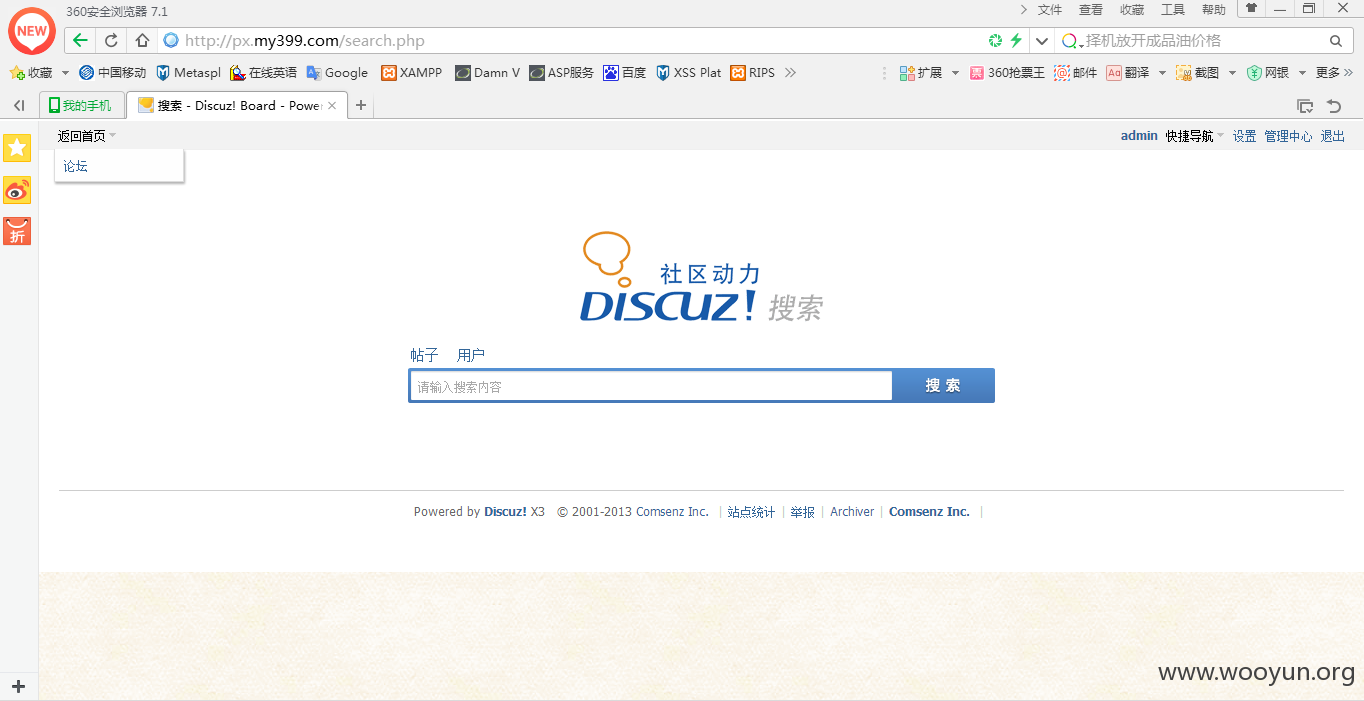 360安全浏览器 7.1
文件 查看 收藏 工具 帮助
NEW
http://px.my399.com/search.php
择机放开成品油价格
收藏 中国移动 Metaspl 在线英语 Google XAMPP Damn V ASP服务 百度 XSS Plat RIPS 扩展 360抢票王 邮件 翻译 截图 网银 更多
我的手机 搜索 - Discuz! Board - Powe
返回首页 admin 快捷导航 设置 管理中心 退出
论坛
折
社区动力
DISCUZ! 搜索
帖子 用户
请输入搜索内容 搜索
Powered by Discuz! X3 © 2001-2013 Comsenz Inc. | 站点统计 | 举报 | Archiver | Comsenz Inc. |
www.wooyun.org